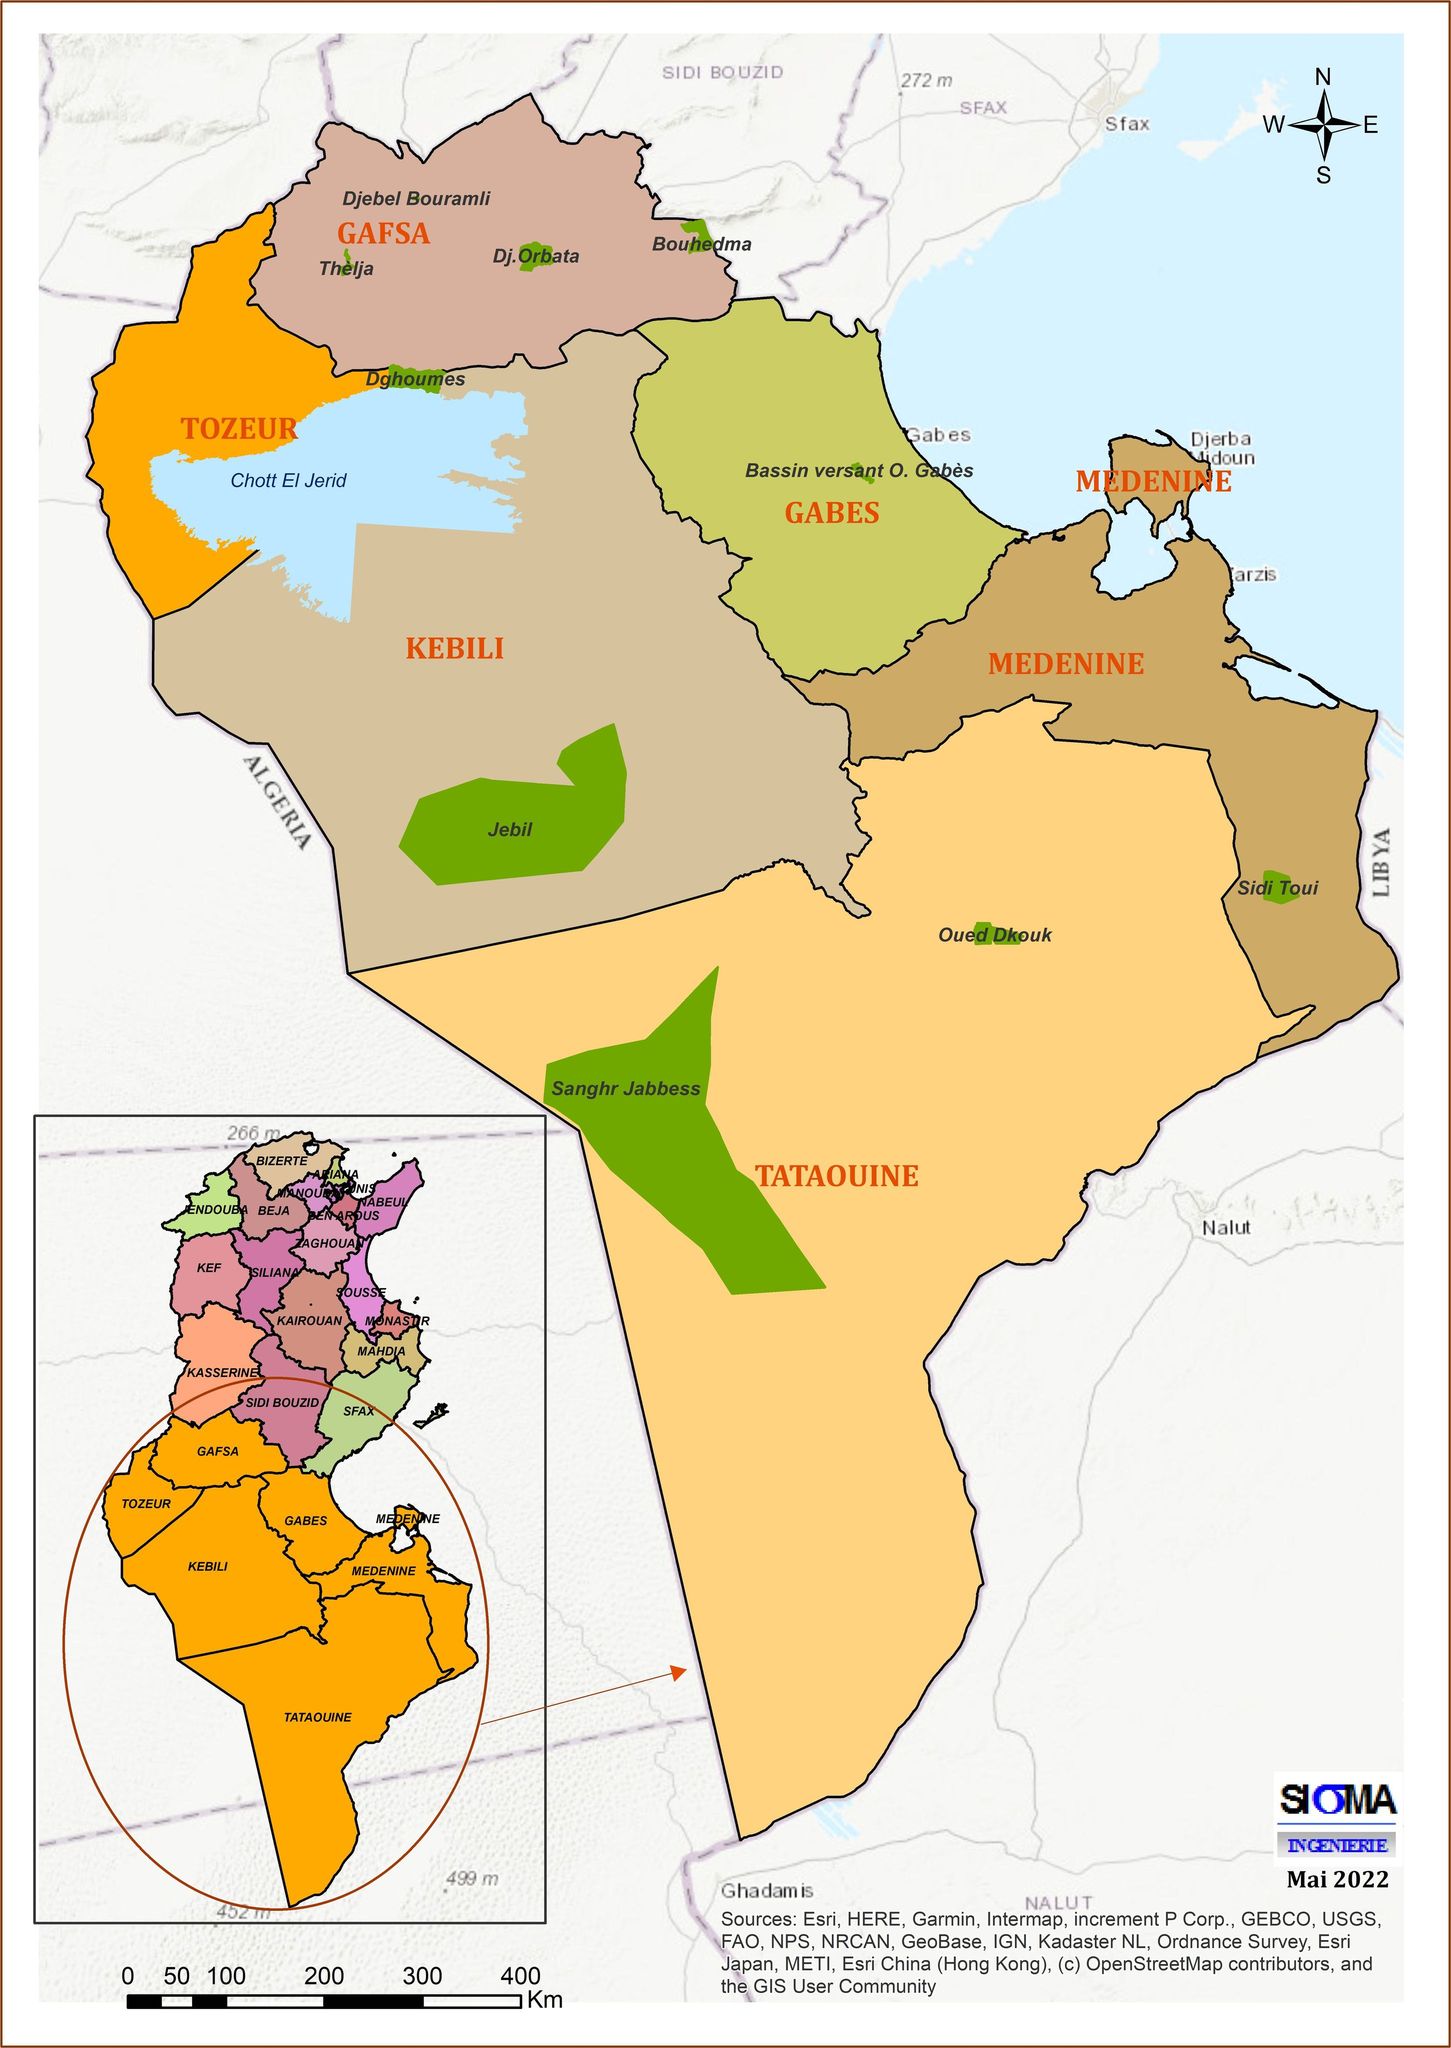 SIDI BOUZID
272 m
SFAX
Sfax
N
W
E
S
Djebel Bouramli
GAFSA
Thelja
Dj.Orbata
Bouhedma
Dghoumes
TOZEUR
Chott El Jerid
Gabes
Bassin versant O. Gabès
GABES
Djerba
Midoun
MEDENINE
arzis
KEBILI
MEDENINE
ALGERIA
LIBYA
Jebil
Sidi Toui
Oued Dkouk
Sanghr Jabbess
TATAOUINE
Nalut
266 m
BIZERTE
ARIANA
MANOUBA
TUNIS
NABEUL
ENDOUBA
BEJA
BEN AROUS
ZAGHOUAN
KEF
SILIANA
SOUSSE
KAIROUAN
MONASTIR
MAHDIA
KASSERINE
SIDI BOUZID
SFAX
GAFSA
TOZEUR
GABES
MEDENINE
KEBILI
MEDENINE
TATAOUINE
499 m
452 m
SIGMA
INGENIERIE
Mai 2022
Ghadamis
NALUT
Sources: Esri, HERE, Garmin, Intermap, increment P Corp., GEBCO, USGS,
FAO, NPS, NRCAN, GeoBase, IGN, Kadaster NL, Ordnance Survey, Esri
Japan, METI, Esri China (Hong Kong), (c) OpenStreetMap contributors, and
the GIS User Community
0 50 100 200 300 400
Km